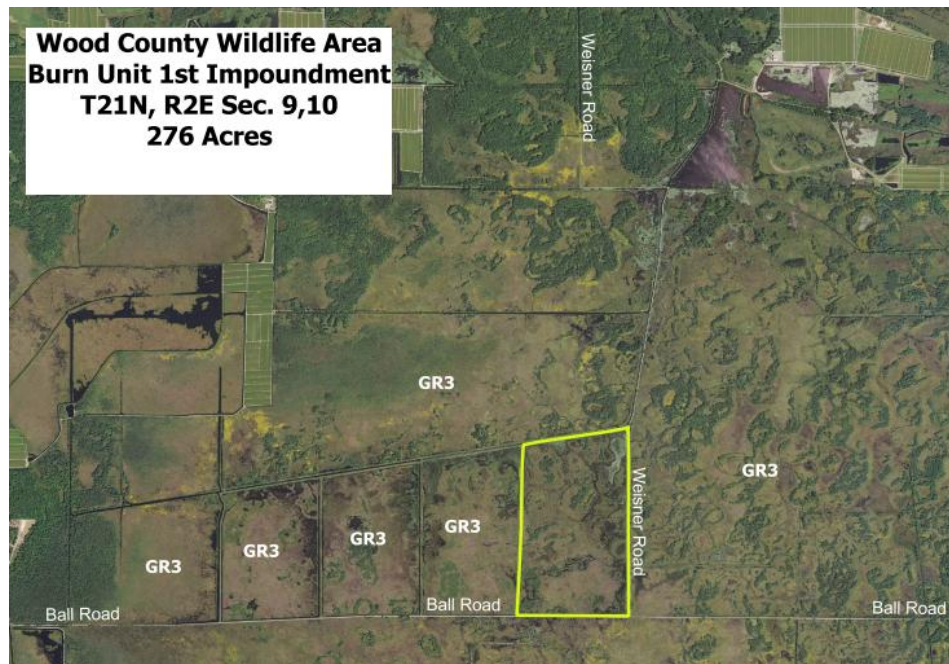 Wood County Wildlife Area
Burn Unit 1st Impoundment
T21N, R2E Sec. 9,10
276 Acres
Weisner Road
GR3
GR3
Weisner Road
GR3
GR3
GR3
GR3
Ball Road
Ball Road
Ball Road